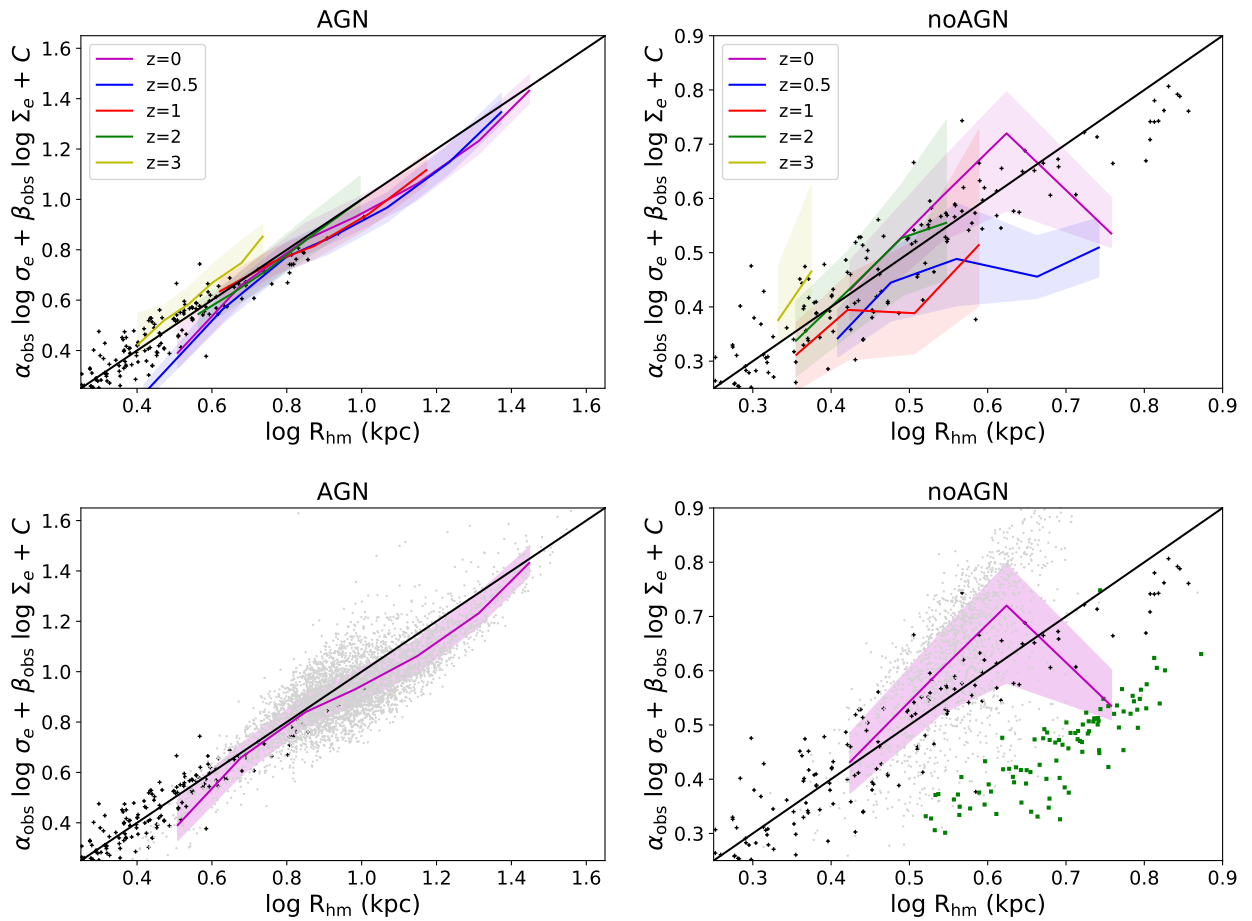 AGN
α_obs log σ_e + β_obs log Σ_e + C
1.6
1.4
1.2
1.0
0.8
0.6
0.4
z=0
z=0.5
z=1
z=2
z=3
0.4 0.6 0.8 1.0 1.2 1.4 1.6
log R_hm (kpc)
noAGN
α_obs log σ_e + β_obs log Σ_e + C
0.9
0.8
0.7
0.6
0.5
0.4
0.3
z=0
z=0.5
z=1
z=2
z=3
0.3 0.4 0.5 0.6 0.7 0.8 0.9
log R_hm (kpc)
AGN
α_obs log σ_e + β_obs log Σ_e + C
1.6
1.4
1.2
1.0
0.8
0.6
0.4
0.4 0.6 0.8 1.0 1.2 1.4 1.6
log R_hm (kpc)
noAGN
α_obs log σ_e + β_obs log Σ_e + C
0.9
0.8
0.7
0.6
0.5
0.4
0.3
0.3 0.4 0.5 0.6 0.7 0.8 0.9
log R_hm (kpc)